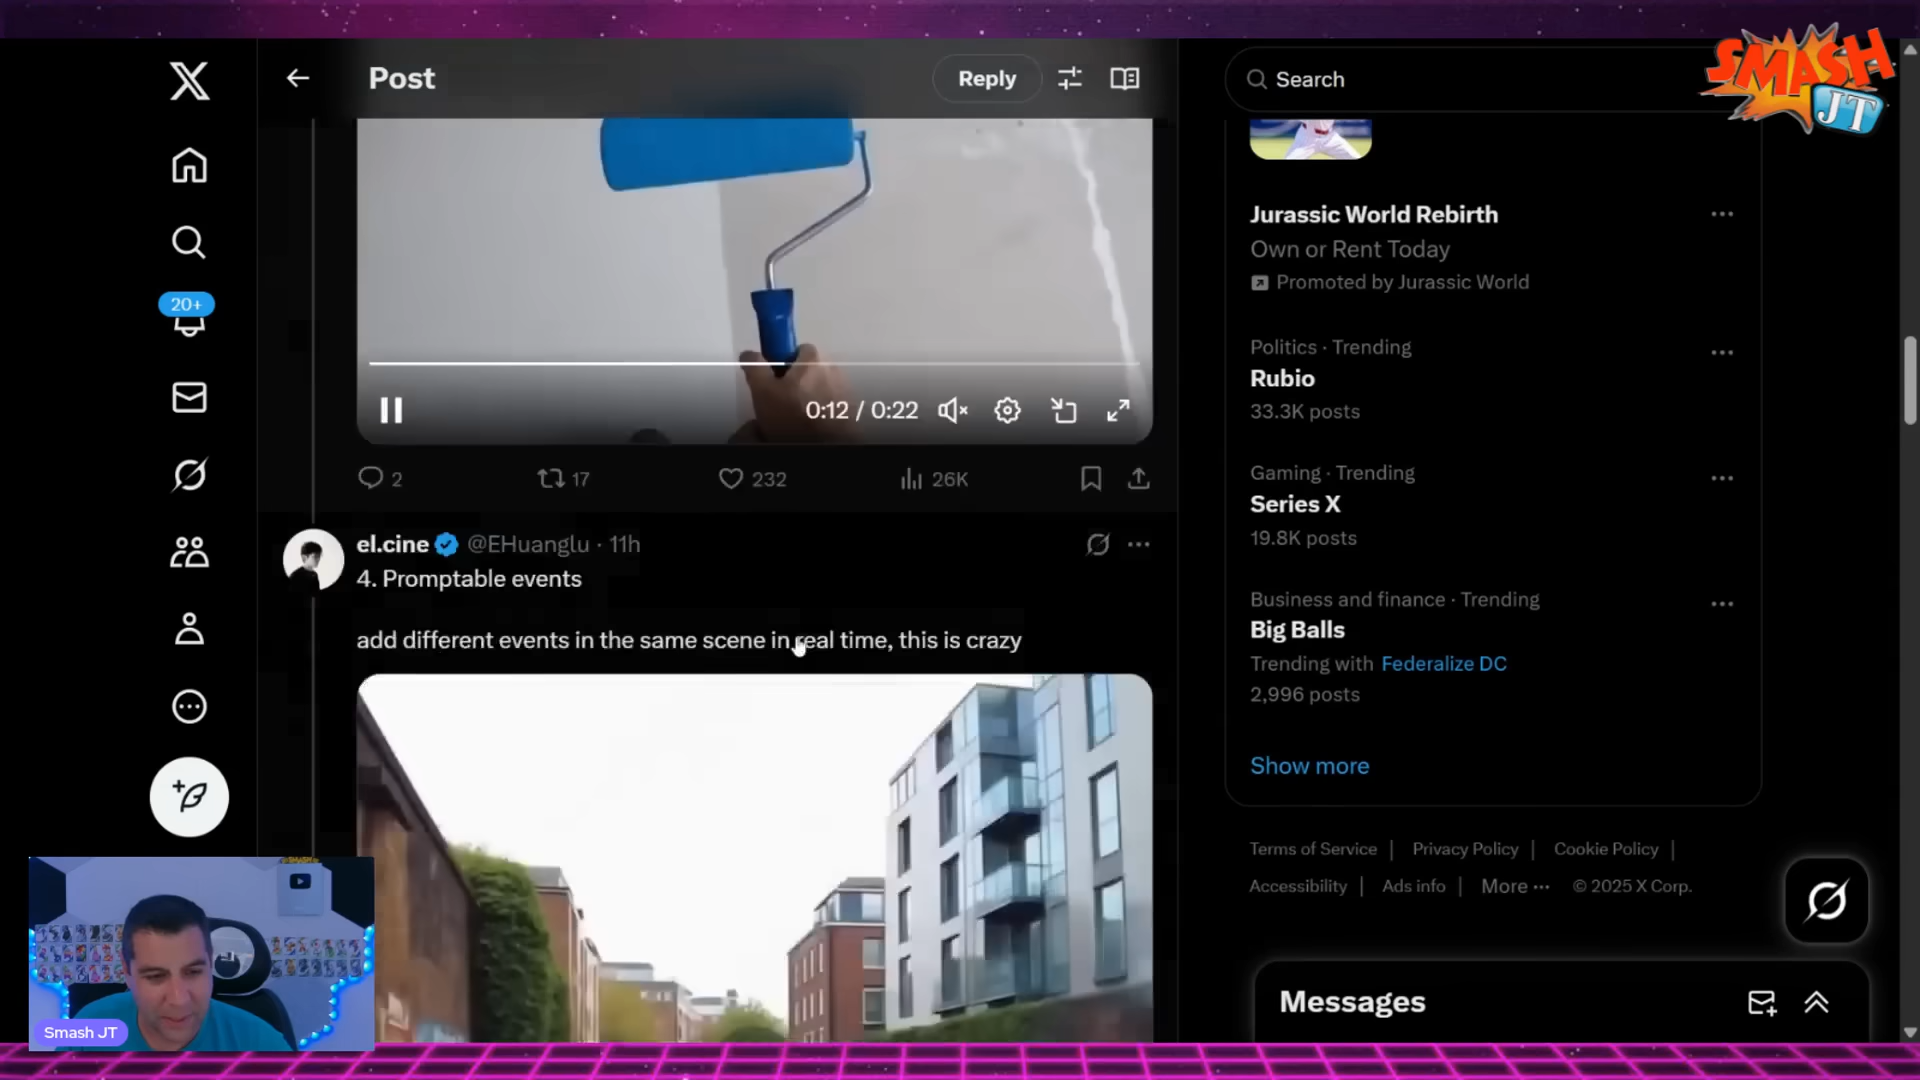 SMASH JT
Post
Reply
Search
0:12 / 0:22
2
17
232
26K
20+
el.cine @EHuanglu · 11h
4. Promptable events
add different events in the same scene in real time, this is crazy
Jurassic World Rebirth
Own or Rent Today
Promoted by Jurassic World
Politics · Trending
Rubio
33.3K posts
Gaming · Trending
Series X
19.8K posts
Business and finance · Trending
Big Balls
Trending with Federalize DC
2,996 posts
Show more
Terms of Service | Privacy Policy | Cookie Policy |
Accessibility | Ads info | More ··· © 2025 X Corp.
Messages
Smash JT